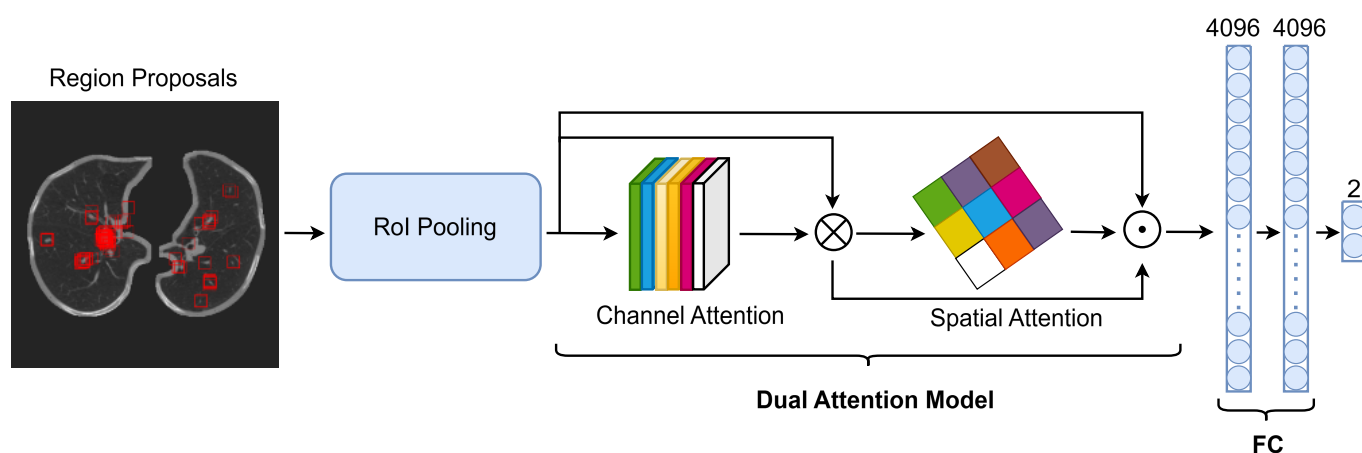 4096 4096
Region Proposals
2
RoI Pooling
Channel Attention
Spatial Attention
Dual Attention Model
FC